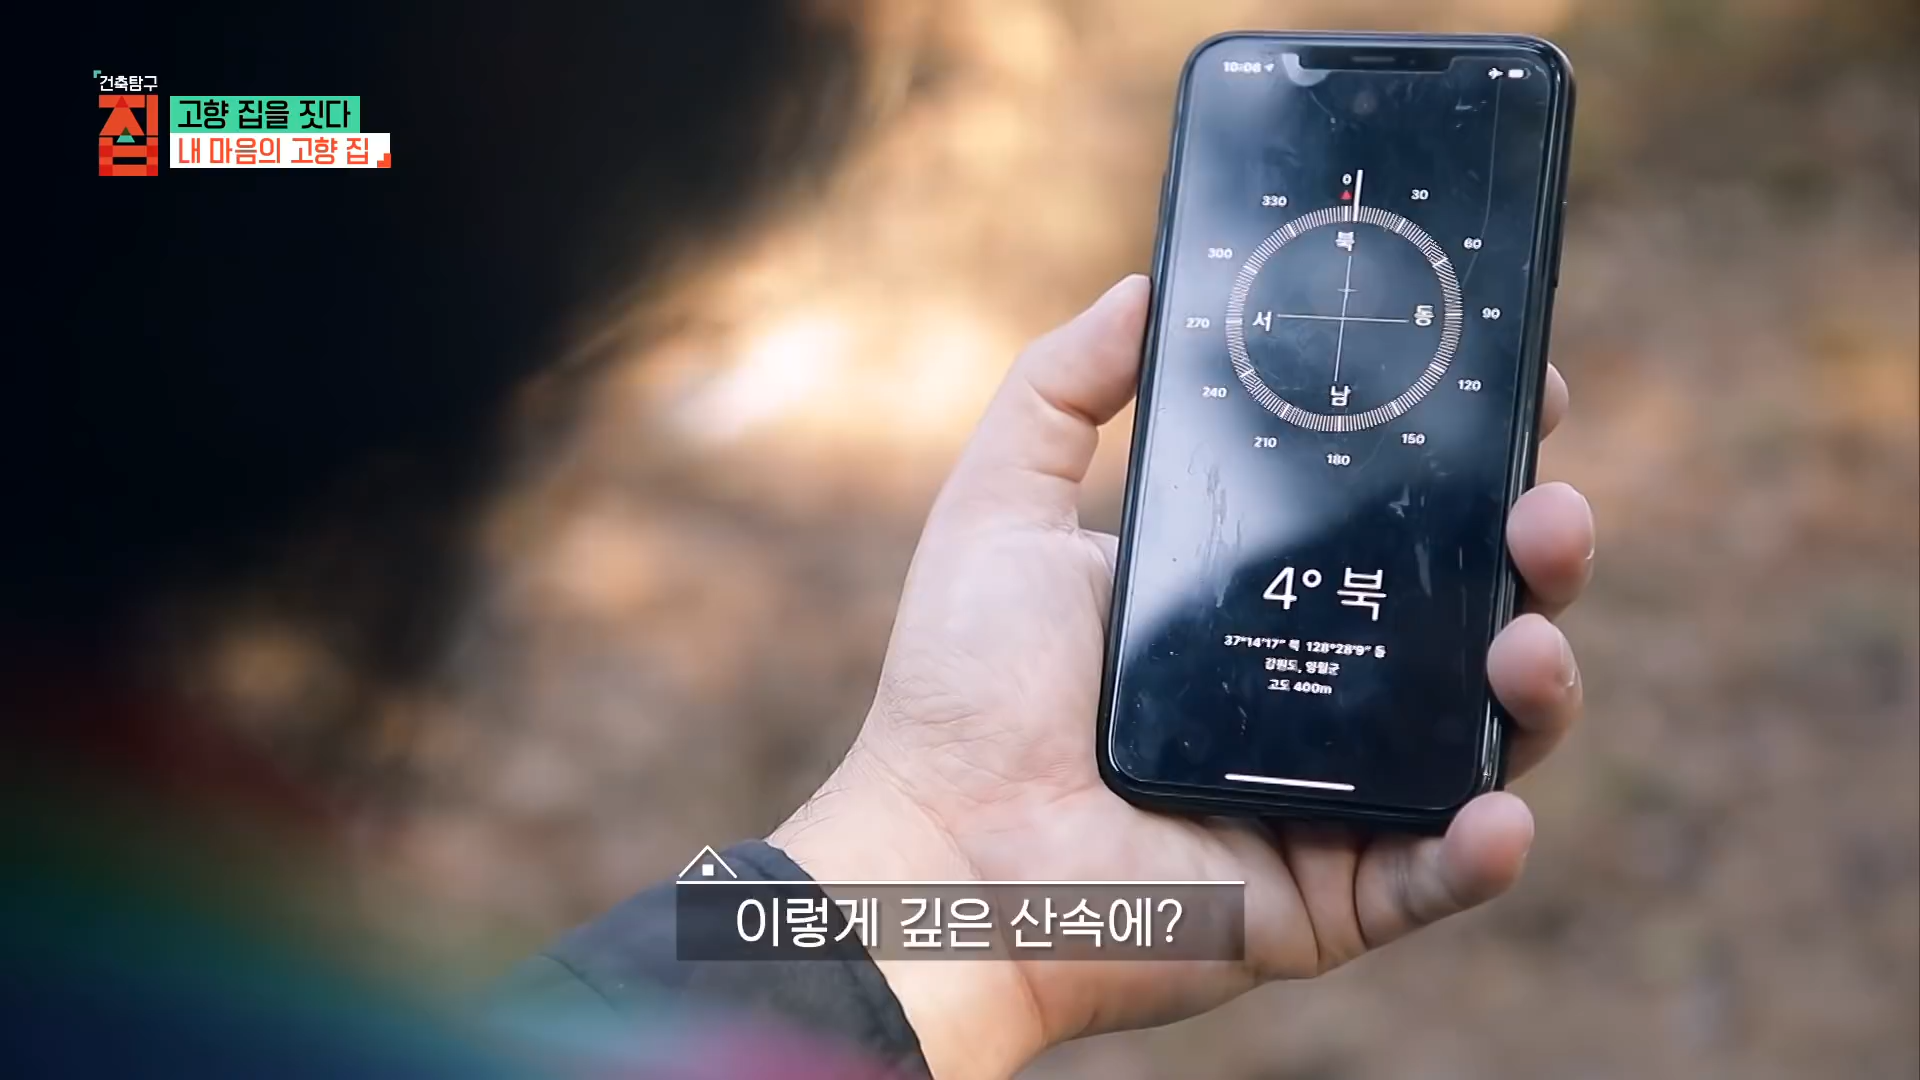 건축탐구
집
고향 집을 짓다
내 마음의 고향 집
10:08
0
30
330
북
60
300
서
동
90
270
120
240
남
150
210
180
4° 북
37°14'17" 북 128°28'9" 동
강원도, 영월군
고도 400m
이렇게 깊은 산속에?